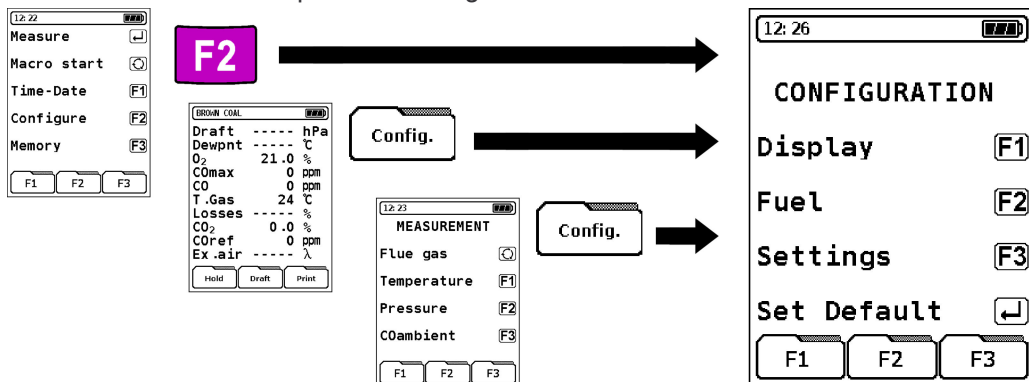 12:22
Measure
Macro start
Time-Date F1
Configure F2
Memory F3
F1 F2 F3
F2
BROWN COAL
Draft ----- hPa
Dewpnt ----- ℃
O₂ 21.0 %
COmax 0 ppm
CO 0 ppm
T.Gas 24 ℃
Losses ----- %
CO₂ 0.0 %
COref 0 ppm
Ex.air ----- λ
Hold Draft Print
Config.
12:23
MEASUREMENT
Flue gas
Temperature F1
Pressure F2
COambient F3
F1 F2 F3
Config.
12:26
CONFIGURATION
Display F1
Fuel F2
Settings F3
Set Default
F1 F2 F3